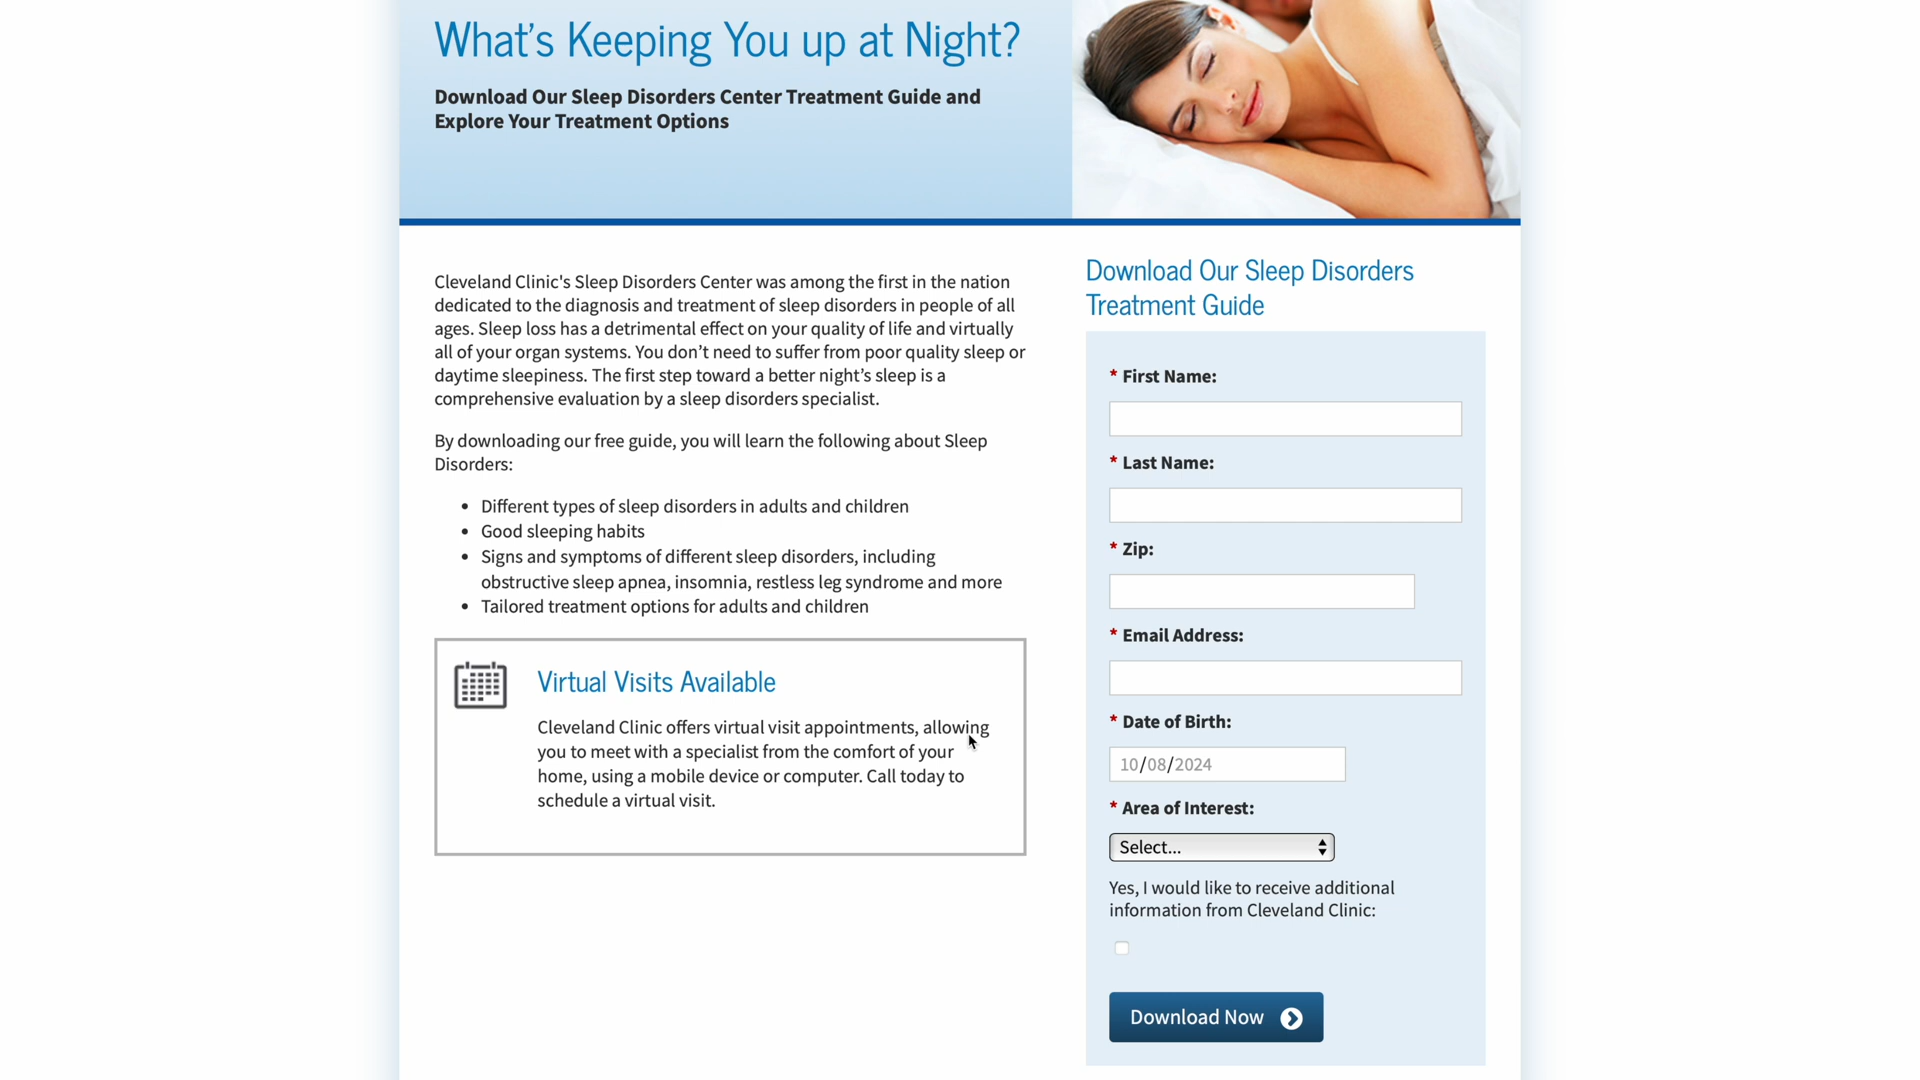 What's Keeping You up at Night?
Download Our Sleep Disorders Center Treatment Guide and
Explore Your Treatment Options
Cleveland Clinic's Sleep Disorders Center was among the first in the nation
dedicated to the diagnosis and treatment of sleep disorders in people of all
ages. Sleep loss has a detrimental effect on your quality of life and virtually
all of your organ systems. You don’t need to suffer from poor quality sleep or
daytime sleepiness. The first step toward a better night’s sleep is a
comprehensive evaluation by a sleep disorders specialist.
By downloading our free guide, you will learn the following about Sleep
Disorders:
• Different types of sleep disorders in adults and children
• Good sleeping habits
• Signs and symptoms of different sleep disorders, including
obstructive sleep apnea, insomnia, restless leg syndrome and more
• Tailored treatment options for adults and children
Virtual Visits Available
Cleveland Clinic offers virtual visit appointments, allowing
you to meet with a specialist from the comfort of your
home, using a mobile device or computer. Call today to
schedule a virtual visit.
Download Our Sleep Disorders
Treatment Guide
* First Name:
* Last Name:
* Zip:
* Email Address:
* Date of Birth:
10/08/2024
* Area of Interest:
Select...
Yes, I would like to receive additional
information from Cleveland Clinic:
Download Now